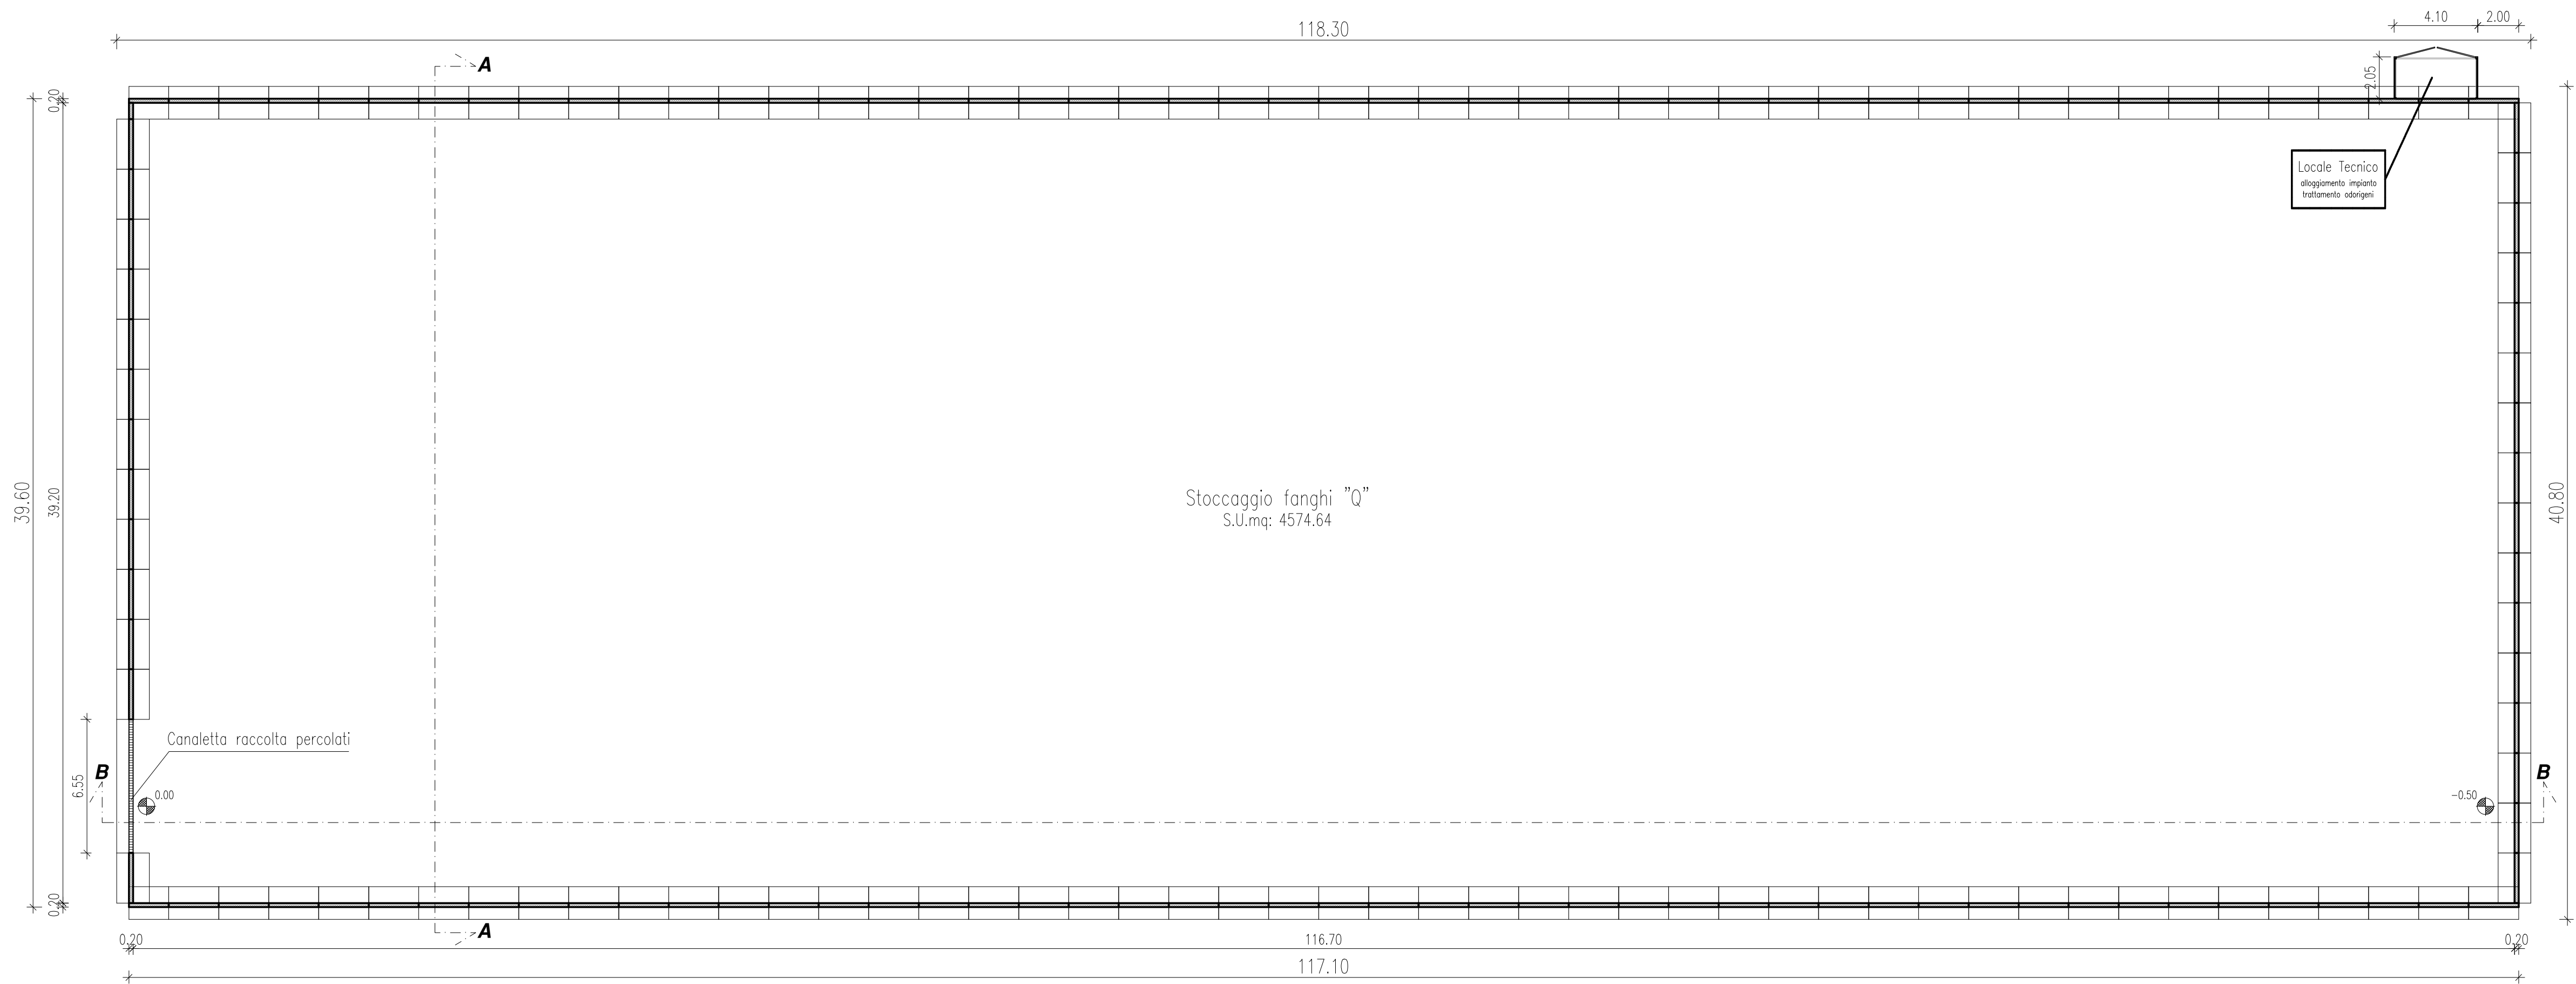 4.10
2.00
118.30
A
2.05
0.20
Locale Tecnico
alloggiamento impianto
trattamento odorigeni
39.60
39.20
Stoccaggio fanghi "Q"
S.U.mq: 4574.64
40.80
Canaletta raccolta percolati
6.55
B
0.00
B
-0.50
0.20
A
0.20
116.70
0.20
117.10